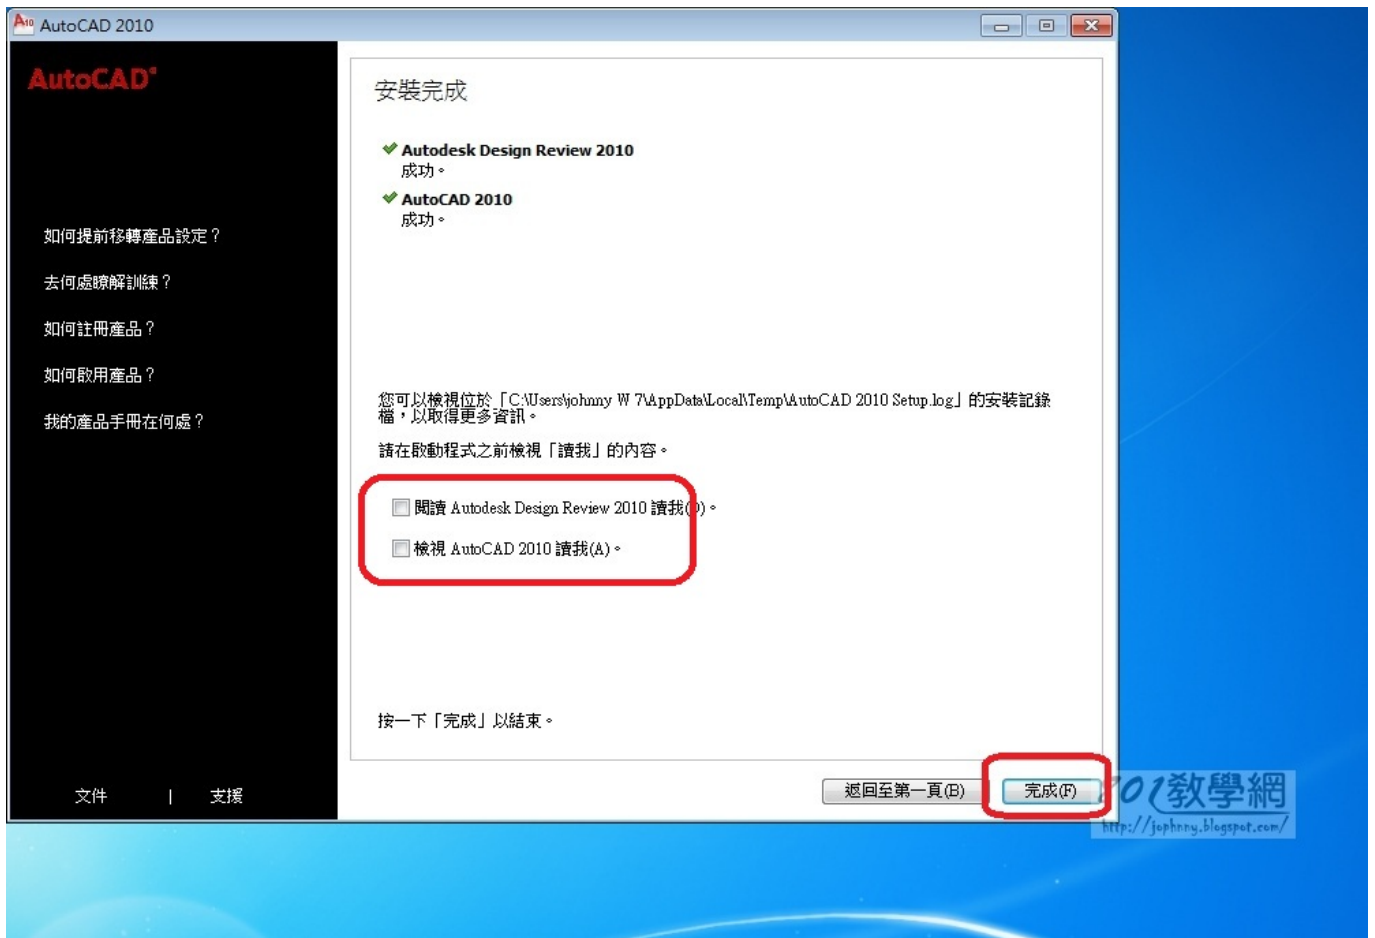 AutoCAD 2010
AutoCAD
如何提前移轉產品設定？
去何處瞭解訓練？
如何註冊產品？
如何啟用產品？
我的產品手冊在何處？
文件 | 支援
安裝完成
Autodesk Design Review 2010
成功。
AutoCAD 2010
成功。
您可以檢視位於「C:\Users\johnny W 7\AppData\Local\Temp\AutoCAD 2010 Setup.log」的安裝記錄
檔，以取得更多資訊。
請在啟動程式之前檢視「讀我」的內容。
閱讀 Autodesk Design Review 2010 讀我(D)。
檢視 AutoCAD 2010 讀我(A)。
按一下「完成」以結束。
返回至第一頁(B) 完成(F)
教學網
http://jophnny.blogspot.com/